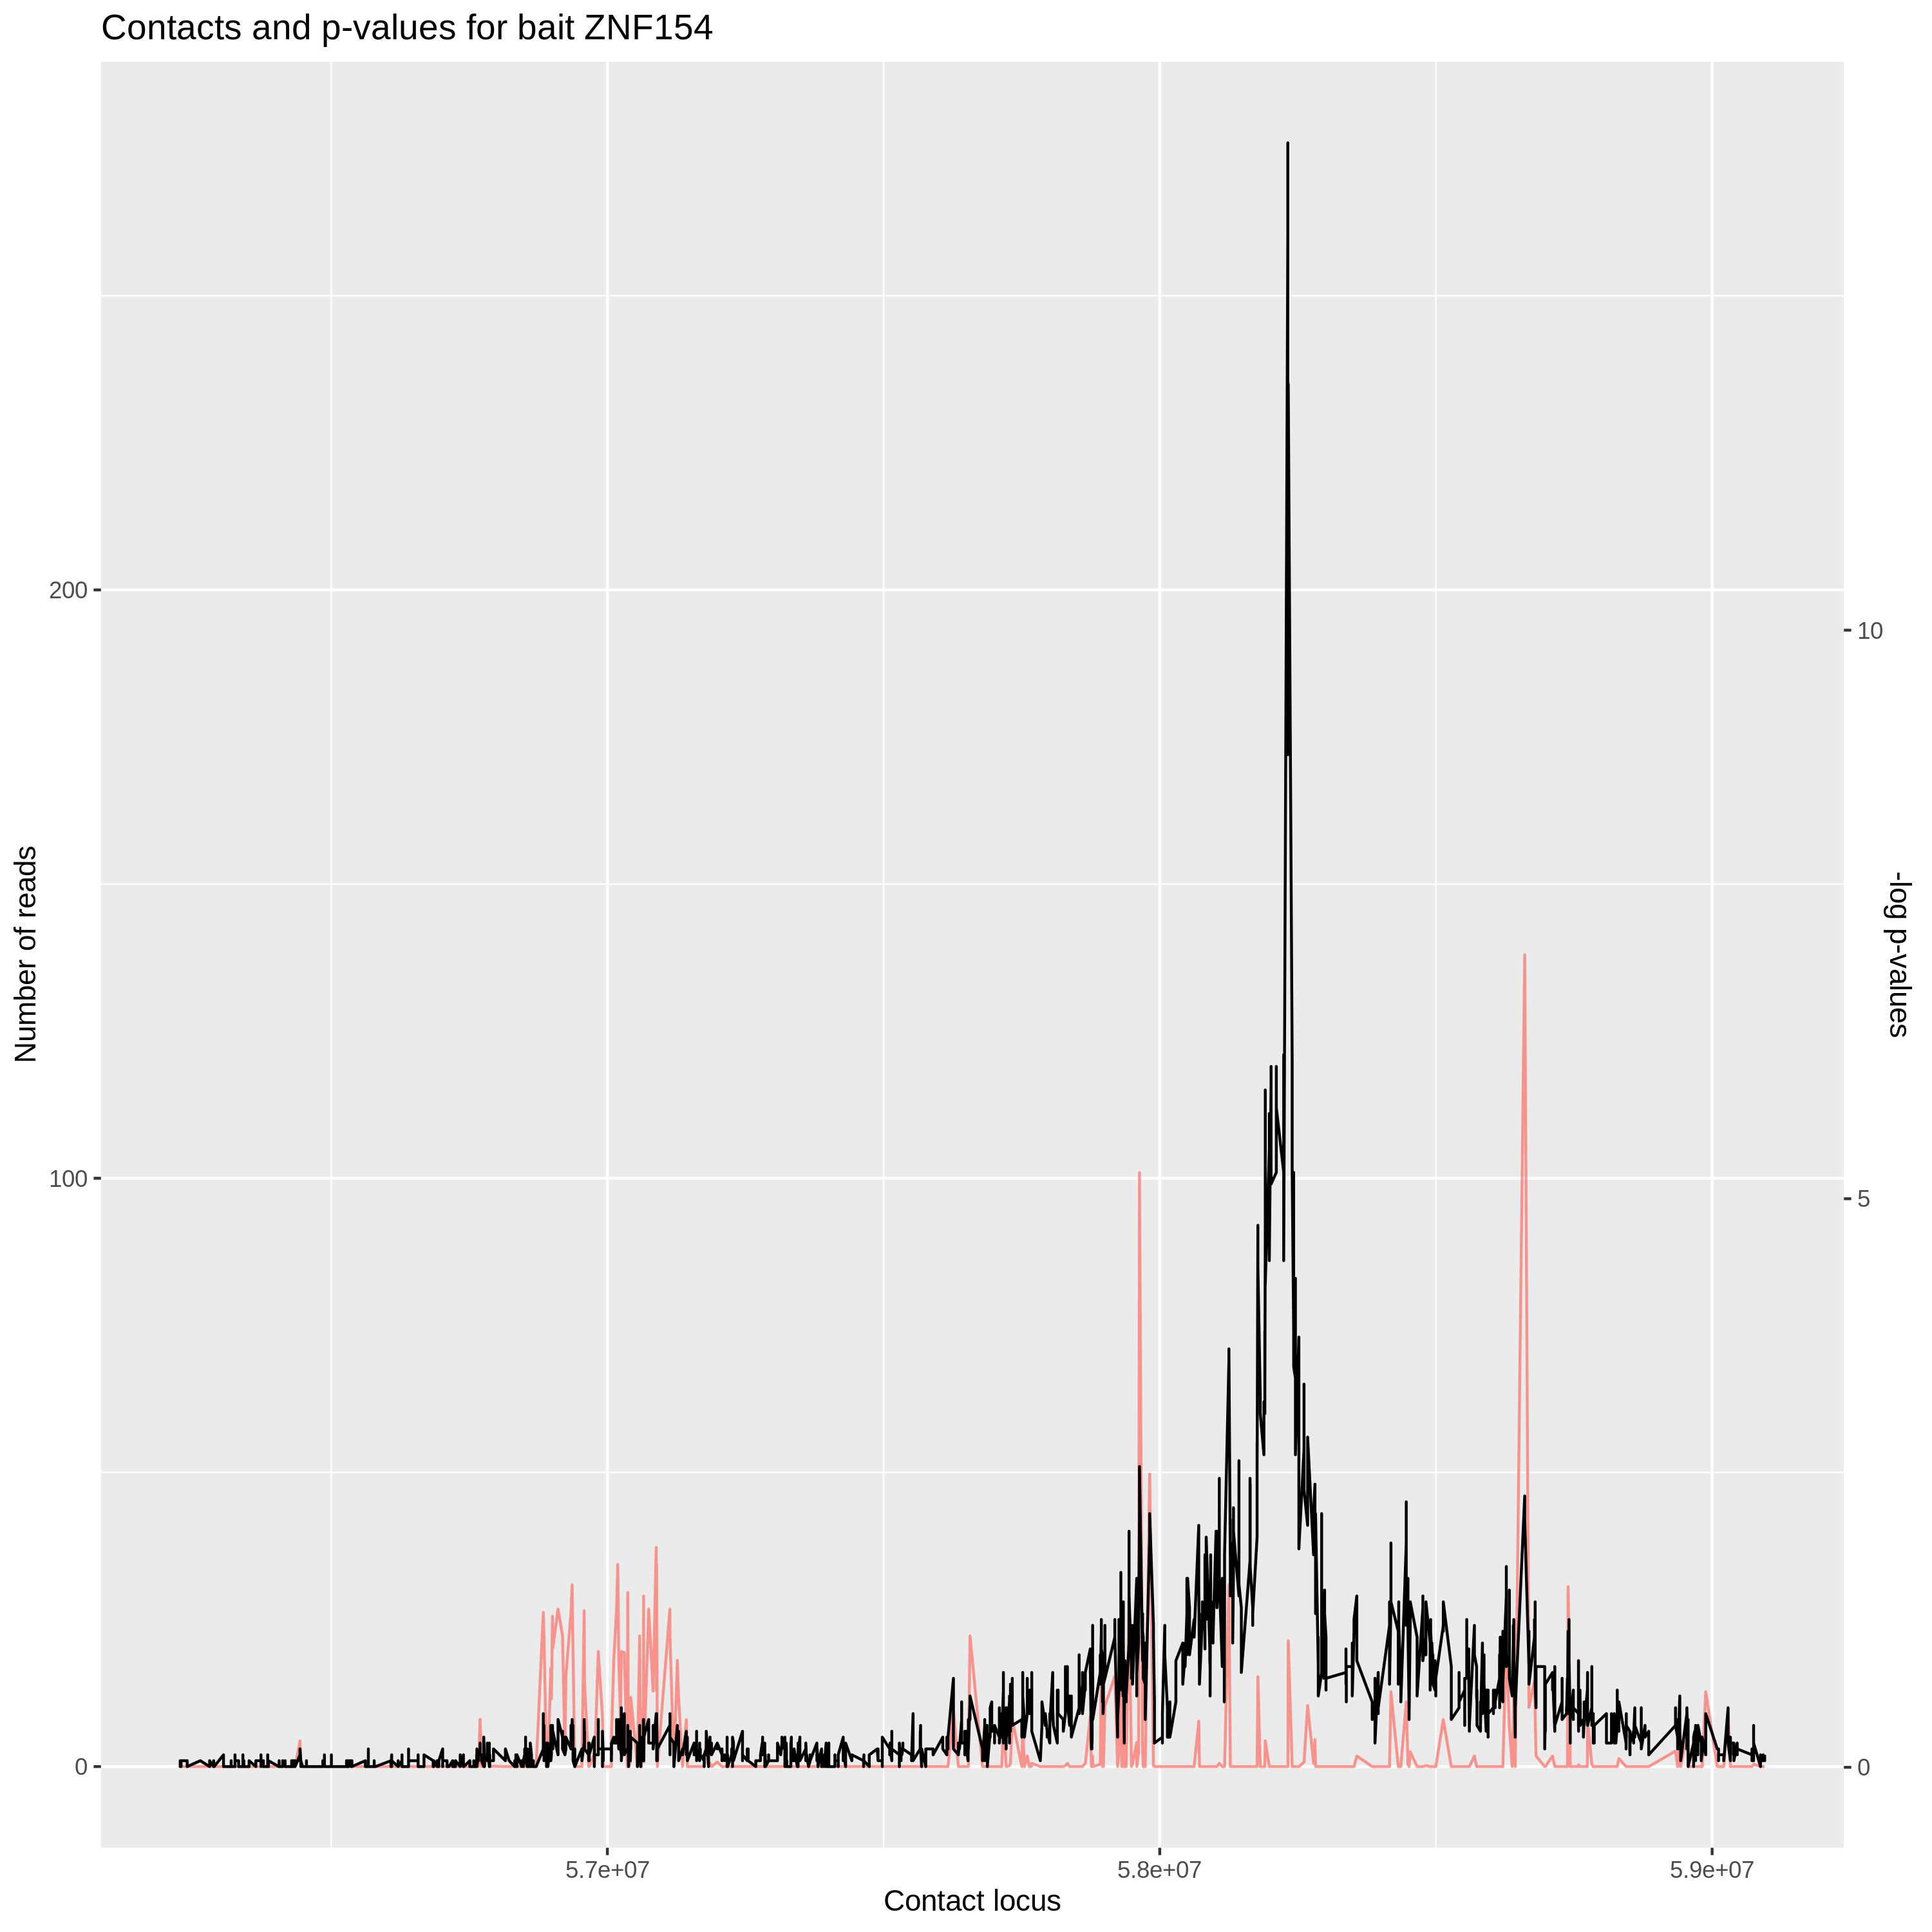 Contacts and p-values for bait ZNF154
Number of reads
200
100
0
10
5
0
-log p-values
5.7e+07
5.8e+07
5.9e+07
Contact locus